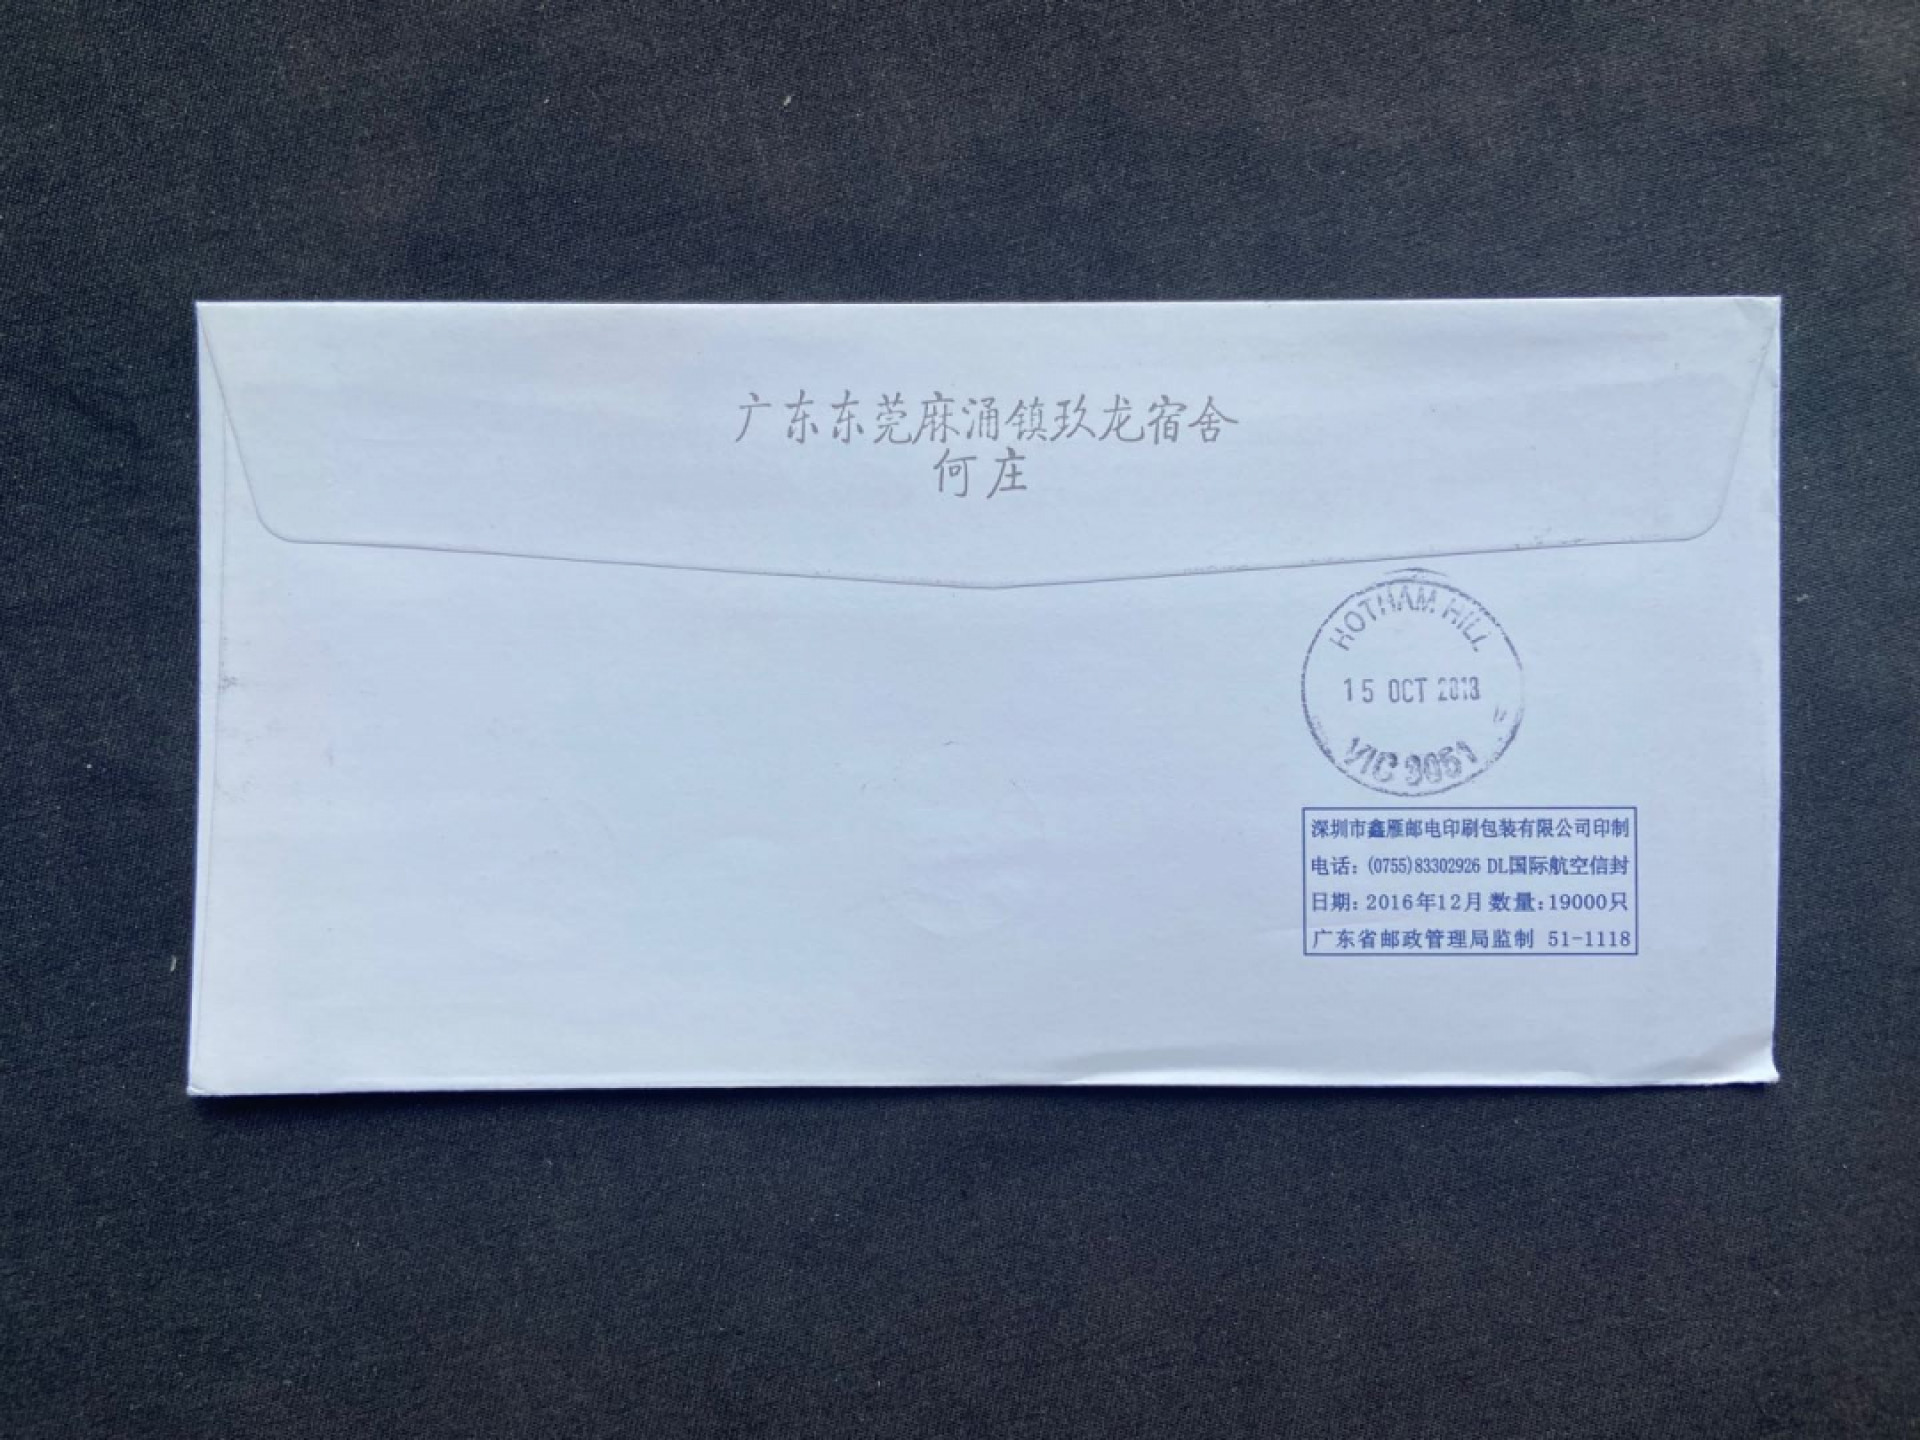 广东东莞麻涌镇玖龙宿舍
何庄
HOTHAM HILL
15 OCT 2018
VIC 3051
深圳市鑫雁邮电印刷包装有限公司印制
电话：(0755)83302926 DL国际航空信封
日期：2016年12月 数量：19000只
广东省邮政管理局监制 51-1118